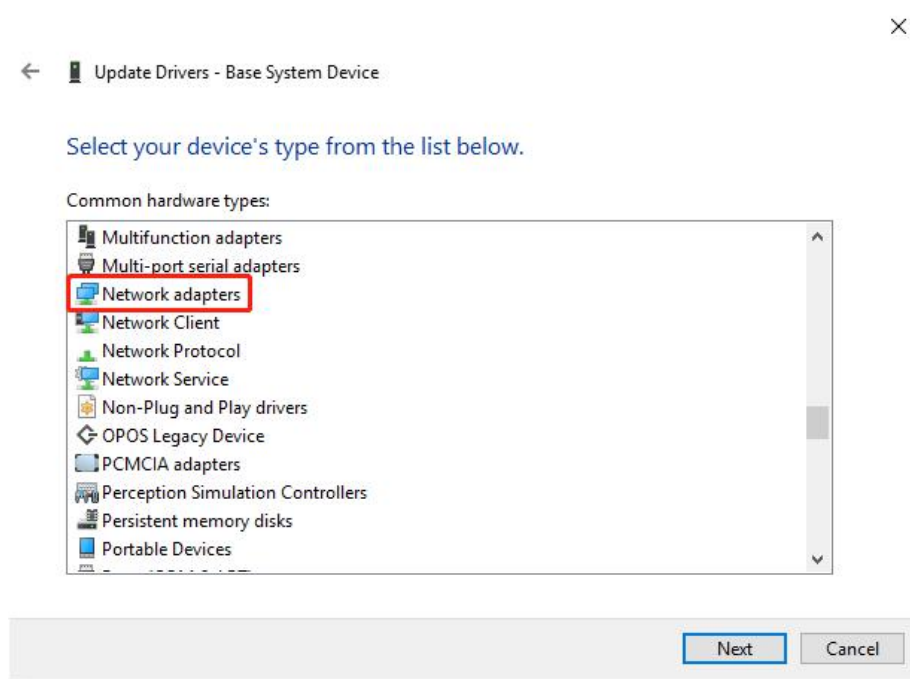 Update Drivers - Base System Device
Select your device's type from the list below.
Common hardware types:
Multifunction adapters
Multi-port serial adapters
Network adapters
Network Client
Network Protocol
Network Service
Non-Plug and Play drivers
OPOS Legacy Device
PCMCIA adapters
Perception Simulation Controllers
Persistent memory disks
Portable Devices
Next Cancel